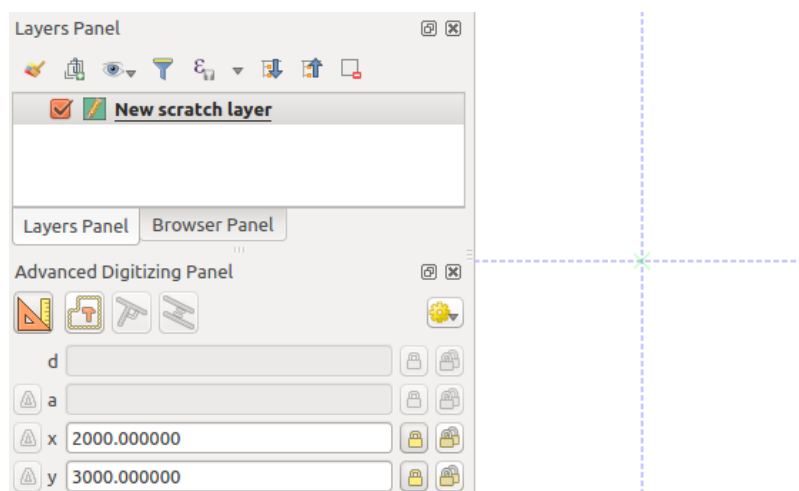 Layers Panel
New scratch layer
Layers Panel Browser Panel
Advanced Digitizing Panel
d
a
x 2000.000000
y 3000.000000